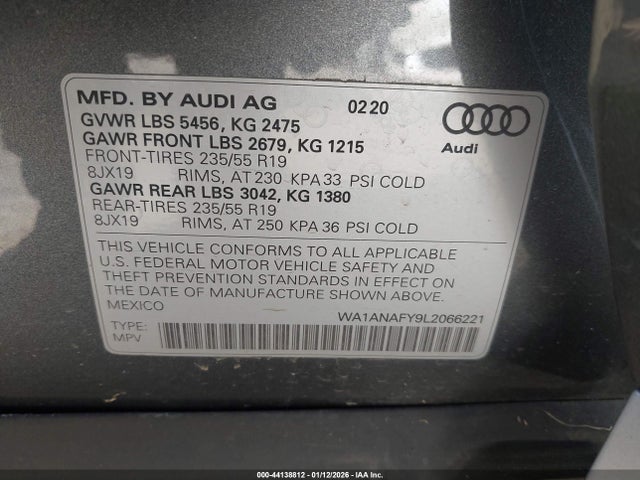 MFD. BY AUDI AG 0220
GVWR LBS 5456, KG 2475
GAWR FRONT LBS 2679, KG 1215
FRONT-TIRES 235/55 R19
8JX19 RIMS, AT 230 KPA 33 PSI COLD
GAWR REAR LBS 3042, KG 1380
REAR-TIRES 235/55 R19
8JX19 RIMS, AT 250 KPA 36 PSI COLD
Audi
THIS VEHICLE CONFORMS TO ALL APPLICABLE
U.S. FEDERAL MOTOR VEHICLE SAFETY AND
THEFT PREVENTION STANDARDS IN EFFECT ON
THE DATE OF MANUFACTURE SHOWN ABOVE.
MEXICO WA1ANAFY9L2066221
TYPE:
MPV
000-44138812 - 01/12/2026 - IAA Inc.